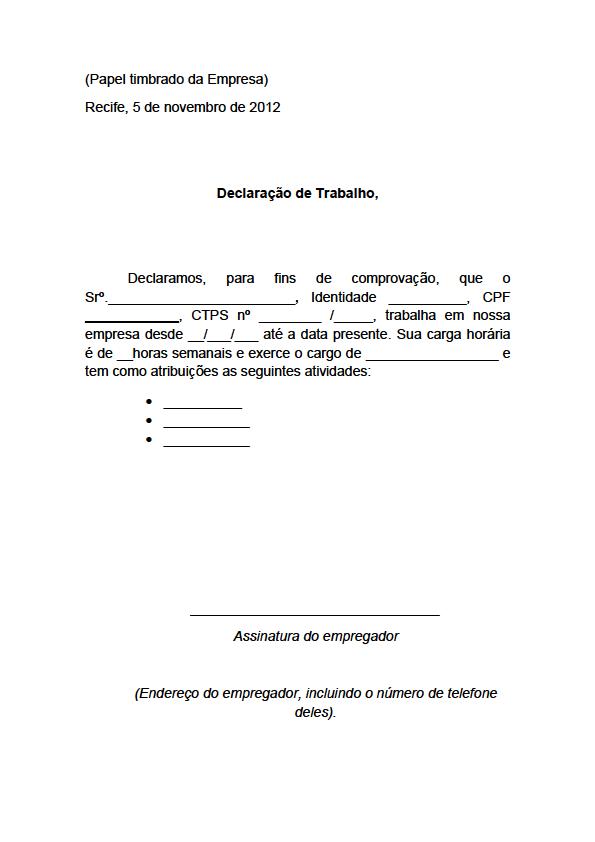 (Papel timbrado da Empresa)
Recife, 5 de novembro de 2012
Declaração de Trabalho,
Declaramos, para fins de comprovação, que o
Srº.________________________, Identidade __________, CPF
____________, CTPS nº ________ /_____, trabalha em nossa
empresa desde __/___/___ até a data presente. Sua carga horária
é de __horas semanais e exerce o cargo de _________________ e
tem como atribuições as seguintes atividades:
• __________
• ___________
• ___________
________________________________
Assinatura do empregador
(Endereço do empregador, incluindo o número de telefone
deles).